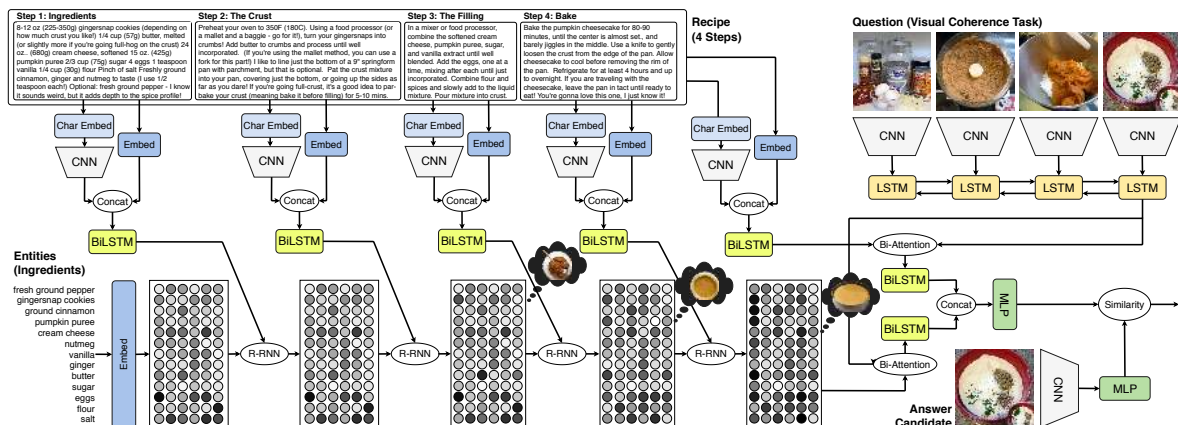 Step 1: Ingredients
8-12 oz (225-350g) gingersnap cookies (depending on
how much crust you like!) 1/4 cup (57g) butter, melted
(or slightly more if you're going full-hog on the crust) 24
oz. (680g) cream cheese, softened 15 oz. (425g)
pumpkin puree 2/3 cup (75g) sugar 4 eggs 1 teaspoon
vanilla 1/4 cup (30g) flour Pinch of salt Freshly ground
cinnamon, ginger and nutmeg to taste (I use 1/2
teaspoon each!) Optional: fresh ground pepper - I know
it sounds weird, but it adds depth to the spice profile!
Step 2: The Crust
Preheat your oven to 350F (180C). Using a food processor (or
a mallet and a baggie - go for it!), turn your gingersnaps into
crumbs! Add butter to crumbs and process until well
incorporated. (If you're using the mallet method, you can use a
fork for this part!) I like to line just the bottom of a 9" springform
pan with parchment, but that is optional. Pat the crust mixture
into your pan, covering just the bottom, or going up the sides as
far as you dare! If you're going full-crust, it's a good idea to par-
bake your crust (meaning bake it before filling) for 5-10 mins.
Step 3: The Filling
In a mixer or food processor,
combine the softened cream
cheese, pumpkin puree, sugar,
and vanilla extract until well
blended. Add the eggs, one at a
time, mixing after each until just
incorporated. Combine flour and
spices and slowly add to the liquid
mixture. Pour mixture into crust.
Step 4: Bake
Bake the pumpkin cheesecake for 80-90
minutes, until the center is almost set, and
barely jiggles in the middle. Use a knife to gently
loosen the crust from the edge of the pan. Allow
cheesecake to cool before removing the rim of
the pan. Refrigerate for at least 4 hours and up
to overnight. If you are traveling with the
cheesecake, leave the pan in tact until ready to
eat! You're gonna love this one, I just know it!
Recipe
(4 Steps)
Question (Visual Coherence Task)
Char Embed
Embed
CNN
Concat
BiLSTM
Char Embed
Embed
CNN
Concat
BiLSTM
Char Embed
Embed
CNN
Concat
BiLSTM
Char Embed
Embed
CNN
Concat
BiLSTM
Char Embed
Embed
CNN
Concat
BiLSTM
CNN
CNN
CNN
CNN
LSTM
LSTM
LSTM
LSTM
Bi-Attention
BiLSTM
Concat
MLP
Similarity
BiLSTM
Bi-Attention
Entities
(Ingredients)
fresh ground pepper
gingersnap cookies
ground cinnamon
pumpkin puree
cream cheese
nutmeg
vanilla
ginger
butter
sugar
eggs
flour
salt
Embed
R-RNN
R-RNN
R-RNN
R-RNN
Answer
Candidate
CNN
MLP